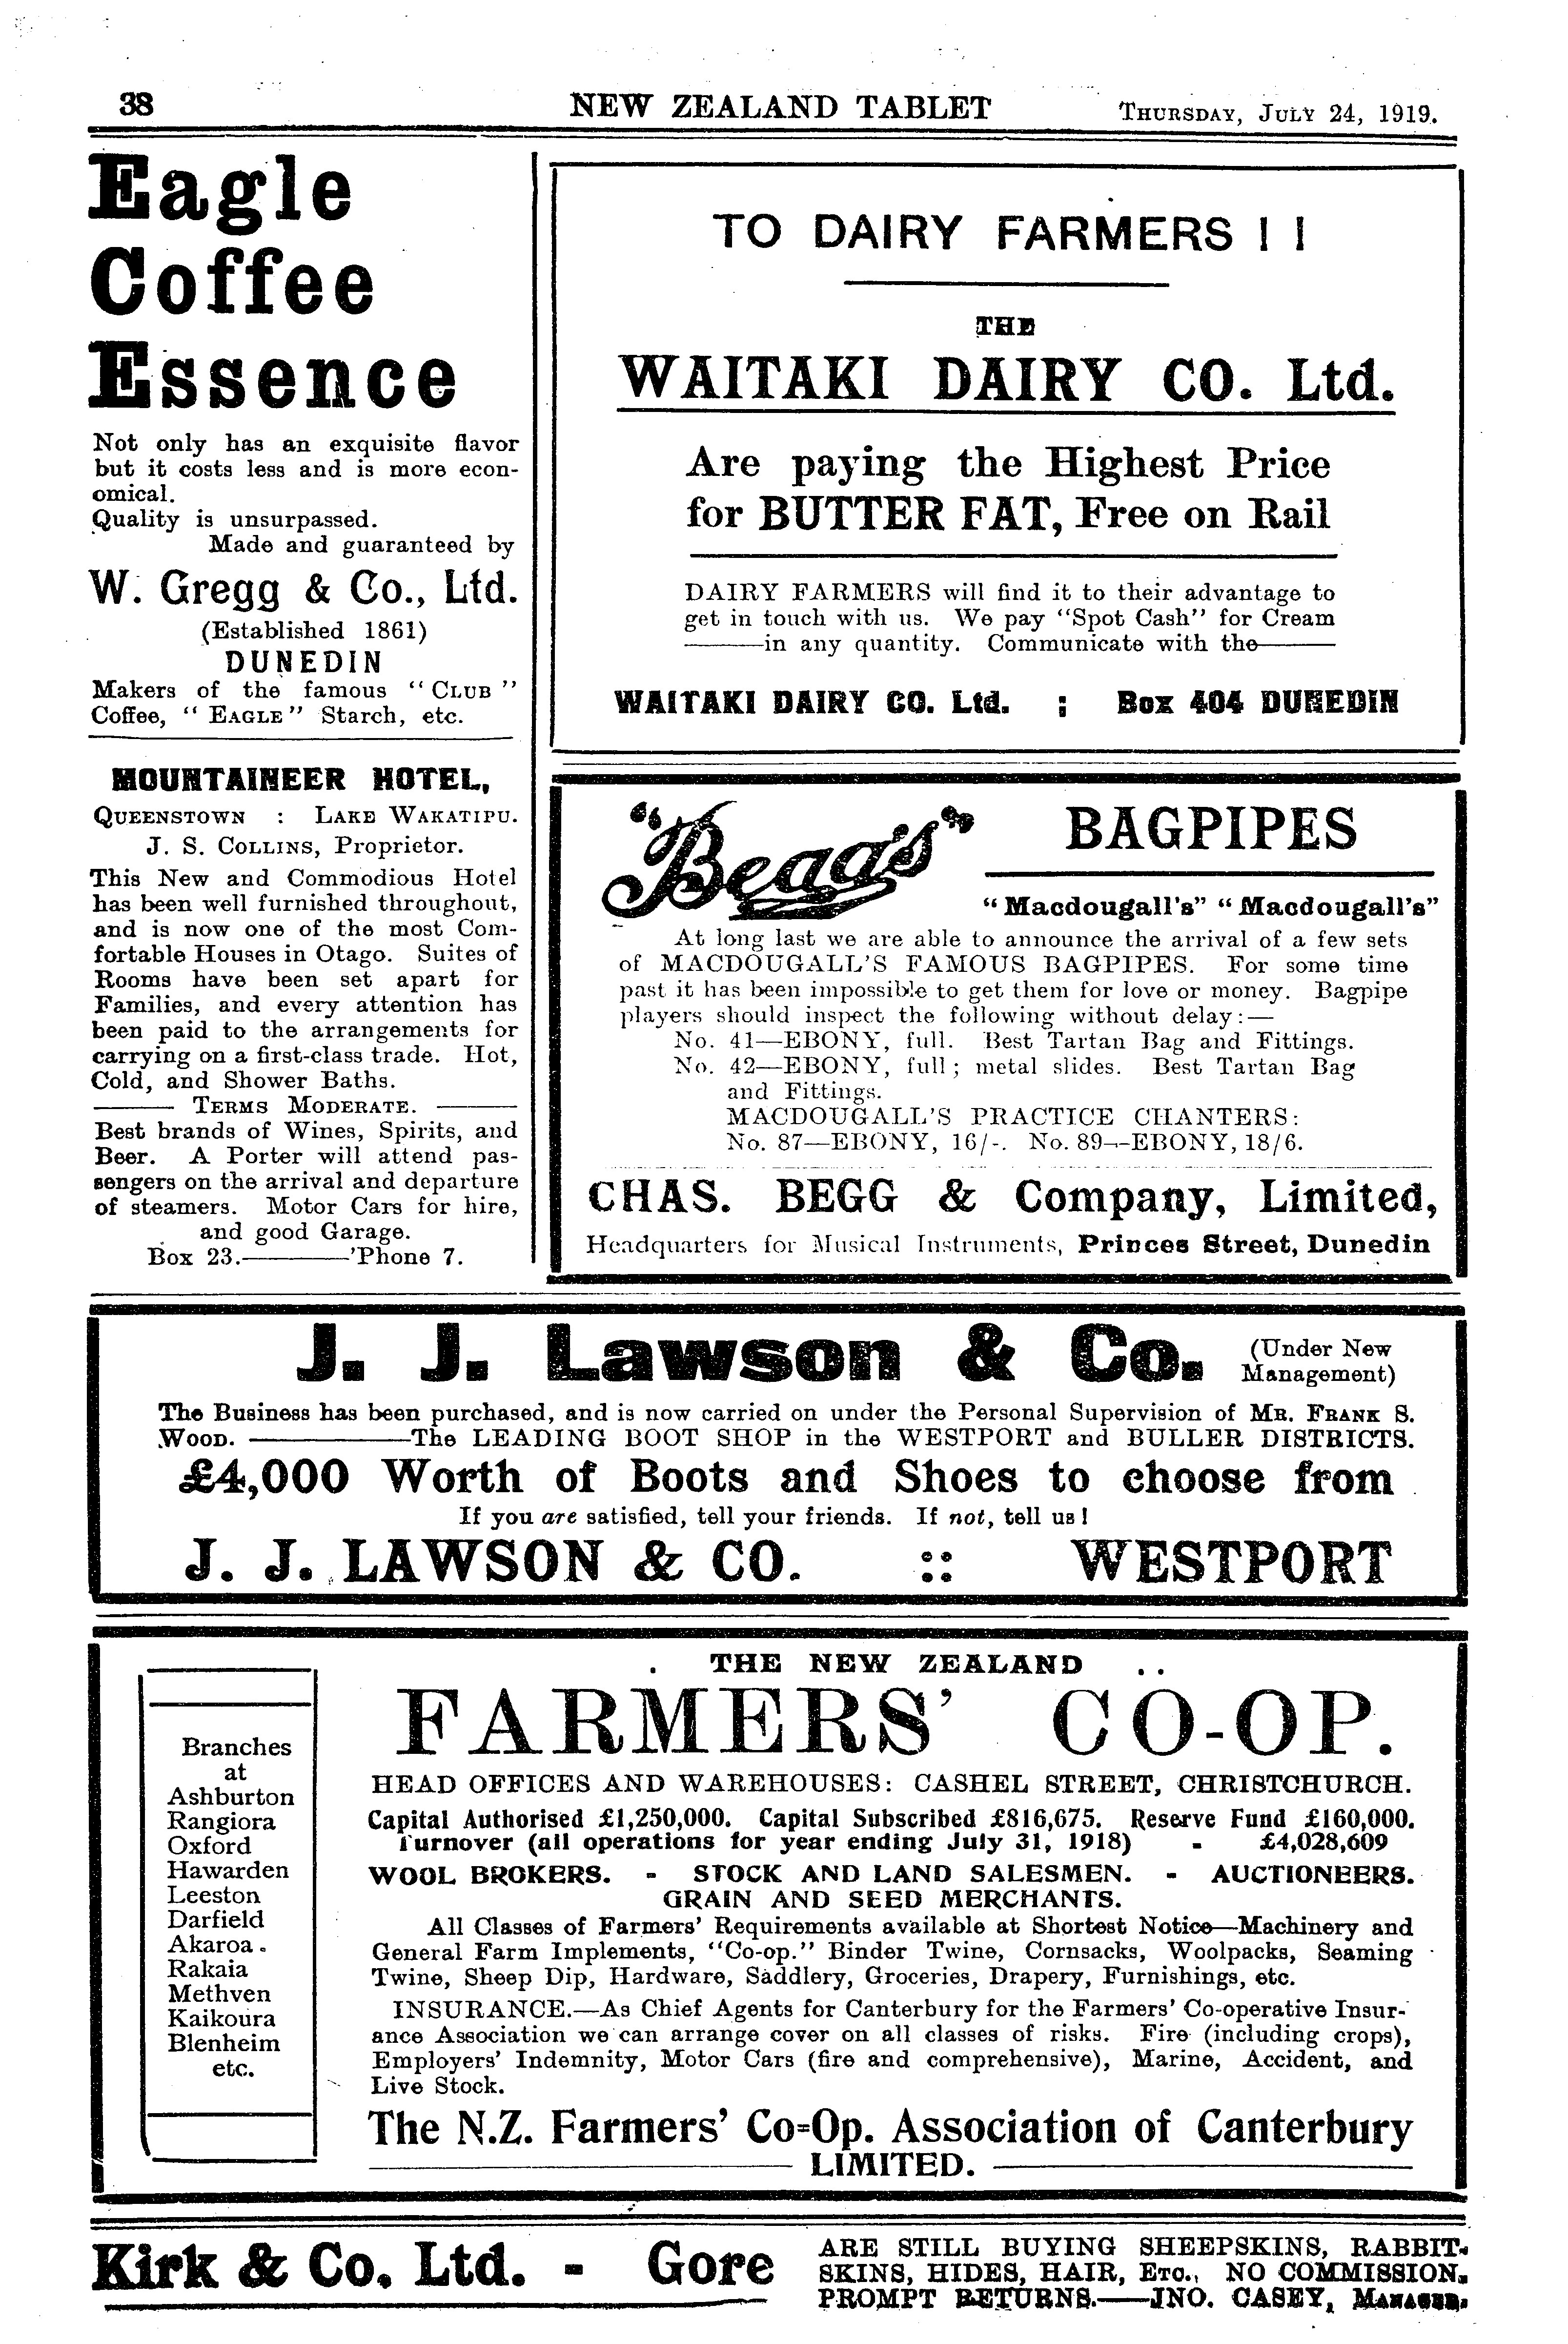 38
NEW ZEALAND TABLET
THURSDAY, JULY 24, 1919.
Eagle
Coffee
Essence
Not only has an exquisite flavor
but it costs less and is more econ-
omical.
Quality is unsurpassed.
Made and guaranteed by
W. Gregg & Co., Ltd.
(Established 1861)
DUNEDIN
Makers of the famous "CLUB"
Coffee, "EAGLE" Starch, etc.
MOUNTAINEER HOTEL,
QUEENSTOWN : LAKE WAKATIPU.
J. S. COLLINS, Proprietor.
This New and Commodious Hotel
has been well furnished throughout,
and is now one of the most Com-
fortable Houses in Otago. Suites of
Rooms have been set apart for
Families, and every attention has
been paid to the arrangements for
carrying on a first-class trade. Hot,
Cold, and Shower Baths.
TERMS MODERATE.
Best brands of Wines, Spirits, and
Beer. A Porter will attend pas-
sengers on the arrival and departure
of steamers. Motor Cars for hire,
and good Garage.
Box 23.——'Phone 7.
TO DAIRY FARMERS ! !
THE
WAITAKI DAIRY CO. Ltd.
Are paying the Highest Price
for BUTTER FAT, Free on Rail
DAIRY FARMERS will find it to their advantage to
get in touch with us. We pay "Spot Cash" for Cream
——in any quantity. Communicate with the——
WAITAKI DAIRY CO. Ltd. ; Box 404 DUNEDIN
"Begg's"
BAGPIPES
"Macdougall's" "Macdougall's"
At long last we are able to announce the arrival of a few sets
of MACDOUGALL'S FAMOUS BAGPIPES. For some time
past it has been impossible to get them for love or money. Bagpipe
players should inspect the following without delay:—
No. 41—EBONY, full. Best Tartan Bag and Fittings.
No. 42—EBONY, full; metal slides. Best Tartan Bag
and Fittings.
MACDOUGALL'S PRACTICE CHANTERS:
No. 87—EBONY, 16/-. No. 89—EBONY, 18/6.
CHAS. BEGG & Company, Limited,
Headquarters for Musical Instruments, Princes Street, Dunedin
J. J. Lawson & Co.
(Under New
Management)
The Business has been purchased, and is now carried on under the Personal Supervision of MR. FRANK S.
WOOD. ——The LEADING BOOT SHOP in the WESTPORT and BULLER DISTRICTS.
£4,000 Worth of Boots and Shoes to choose from
If you are satisfied, tell your friends. If not, tell us!
J. J. LAWSON & CO. :: WESTPORT
Branches
at
Ashburton
Rangiora
Oxford
Hawarden
Leeston
Darfield
Akaroa
Rakaia
Methven
Kaikoura
Blenheim
etc.
. THE NEW ZEALAND ..
FARMERS' CO-OP.
HEAD OFFICES AND WAREHOUSES: CASHEL STREET, CHRISTCHURCH.
Capital Authorised £1,250,000. Capital Subscribed £816,675. Reserve Fund £160,000.
Turnover (all operations for year ending July 31, 1918) - £4,028,609
WOOL BROKERS. - STOCK AND LAND SALESMEN. - AUCTIONEERS.
GRAIN AND SEED MERCHANTS.
All Classes of Farmers' Requirements available at Shortest Notice—Machinery and
General Farm Implements, "Co-op." Binder Twine, Cornsacks, Woolpacks, Seaming
Twine, Sheep Dip, Hardware, Saddlery, Groceries, Drapery, Furnishings, etc.
INSURANCE.—As Chief Agents for Canterbury for the Farmers' Co-operative Insur-
ance Association we can arrange cover on all classes of risks. Fire (including crops),
Employers' Indemnity, Motor Cars (fire and comprehensive), Marine, Accident, and
Live Stock.
The N.Z. Farmers' Co=Op. Association of Canterbury
LIMITED.
Kirk & Co. Ltd. - Gore
ARE STILL BUYING SHEEPSKINS, RABBIT-
SKINS, HIDES, HAIR, ETC., NO COMMISSION.
PROMPT RETURNS.——JNO. CASEY, MANAGER.